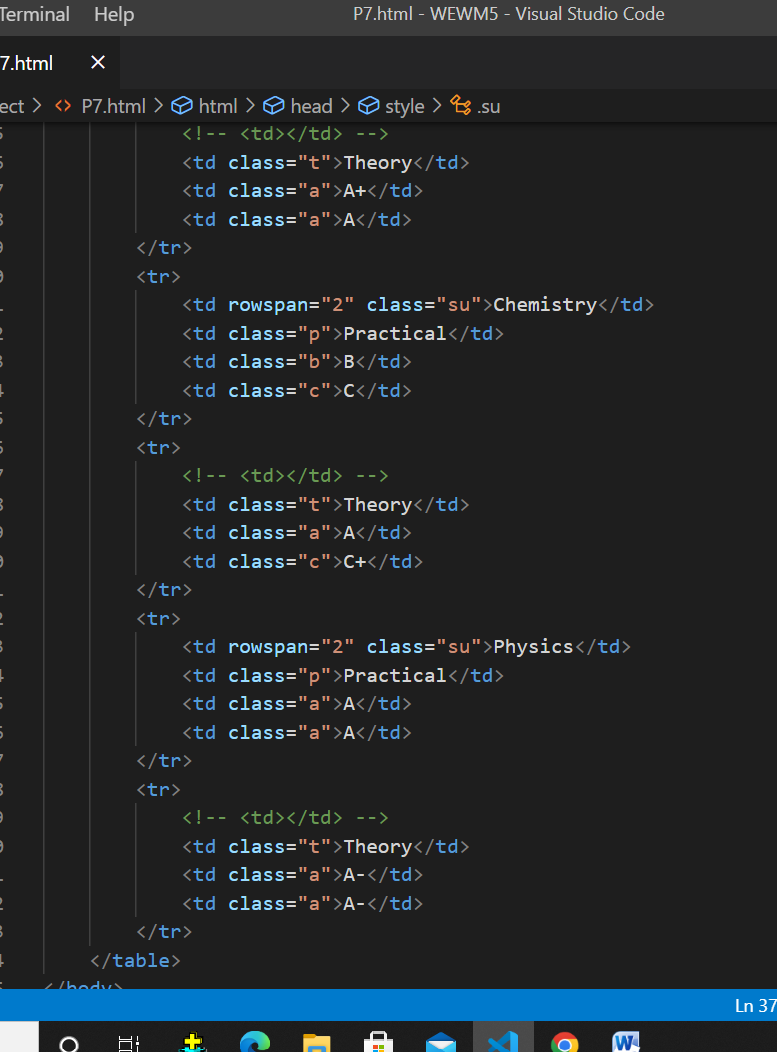 Terminal Help P7.html - WEWM5 - Visual Studio Code
7.html ×
ect > <> P7.html > html > head > style > .su
<!-- <td></td> -->
<td class="t">Theory</td>
<td class="a">A+</td>
<td class="a">A</td>
</tr>
<tr>
<td rowspan="2" class="su">Chemistry</td>
<td class="p">Practical</td>
<td class="b">B</td>
<td class="c">C</td>
</tr>
<tr>
<!-- <td></td> -->
<td class="t">Theory</td>
<td class="a">A</td>
<td class="c">C+</td>
</tr>
<tr>
<td rowspan="2" class="su">Physics</td>
<td class="p">Practical</td>
<td class="a">A</td>
<td class="a">A</td>
</tr>
<tr>
<!-- <td></td> -->
<td class="t">Theory</td>
<td class="a">A-</td>
<td class="a">A-</td>
</tr>
</table>
</body>
Ln 37